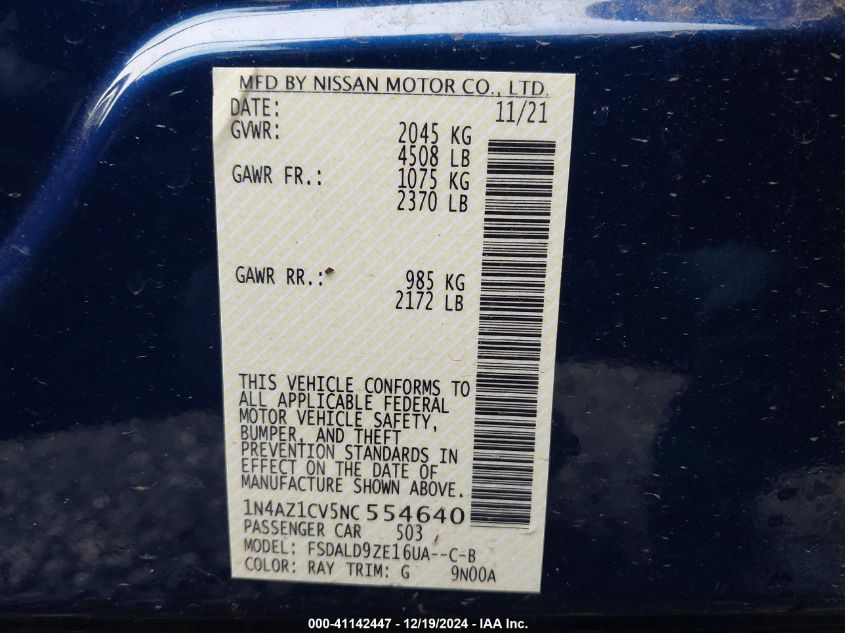 MFD BY NISSAN MOTOR CO., LTD.
DATE: 11/21
GVWR: 2045 KG
4508 LB
GAWR FR.: 1075 KG
2370 LB
GAWR RR.: 985 KG
2172 LB
THIS VEHICLE CONFORMS TO
ALL APPLICABLE FEDERAL
MOTOR VEHICLE SAFETY,
BUMPER, AND THEFT
PREVENTION STANDARDS IN
EFFECT ON THE DATE OF
MANUFACTURE SHOWN ABOVE.
1N4AZ1CV5NC 554640
PASSENGER CAR 503
MODEL: FSDALD9ZE16UA--C-B
COLOR: RAY TRIM: G 9N00A
000-41142447 - 12/19/2024 - IAA Inc.